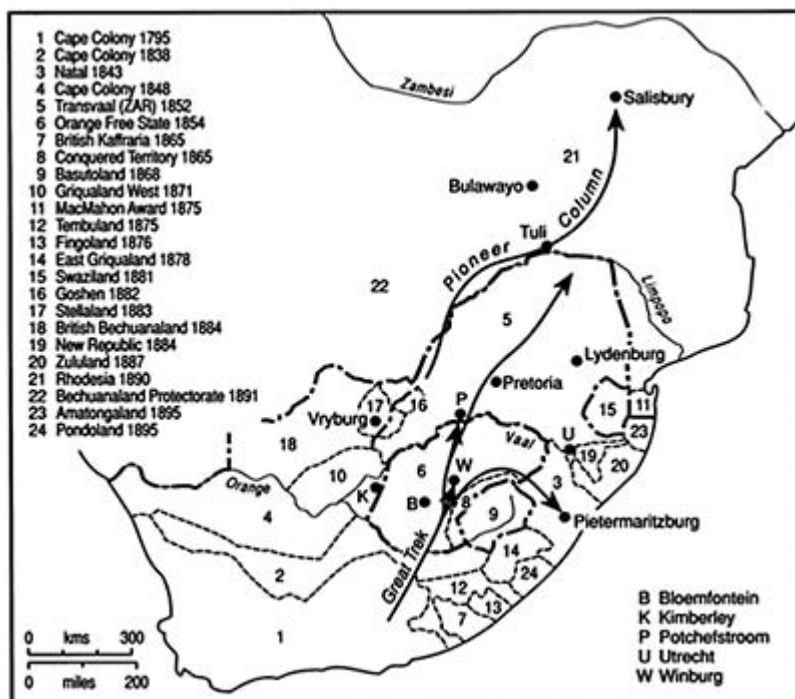 1 Cape Colony 1795
2 Cape Colony 1838
3 Natal 1843
4 Cape Colony 1848
5 Transvaal (ZAR) 1852
6 Orange Free State 1854
7 British Kaffraria 1865
8 Conquered Territory 1865
9 Basutoland 1868
10 Griqualand West 1871
11 MacMahon Award 1875
12 Tembuland 1875
13 Fingoland 1876
14 East Griqualand 1878
15 Swaziland 1881
16 Goshen 1882
17 Stellaland 1883
18 British Bechuanaland 1884
19 New Republic 1884
20 Zululand 1887
21 Rhodesia 1890
22 Bechuanaland Protectorate 1891
23 Amatongaland 1895
24 Pondoland 1895
Zambesi
Salisbury
21
Bulawayo
Pioneer Column
Tuli
22
Limpopo
5
Lydenburg
Pretoria
15
11
17
16
P
Vryburg
23
18
Vaal
U
19
20
10
6
W
3
Orange
K
B
8
9
Pietermaritzburg
4
14
Great Trek
24
2
12
13
7
1
B Bloemfontein
K Kimberley
P Potchefstroom
U Utrecht
W Winburg
0 kms 300
0 miles 200